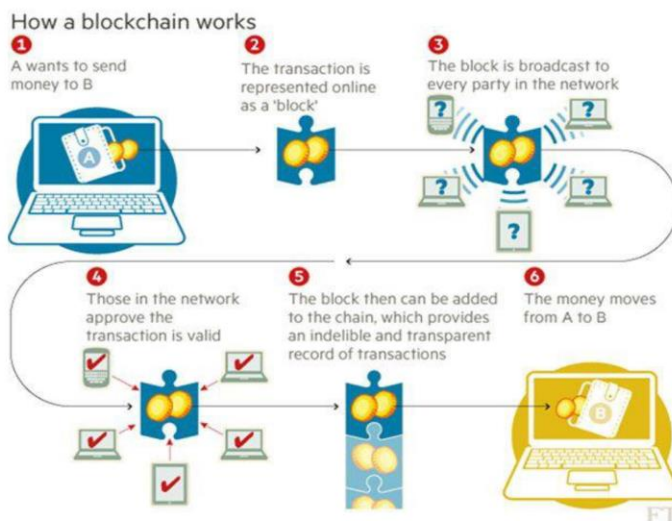 How a blockchain works
1
A wants to send
money to B
A
2
The transaction is
represented online
as a 'block'
3
The block is broadcast to
every party in the network
?
?
?
?
?
4
Those in the network
approve the
transaction is valid
5
The block then can be added
to the chain, which provides
an indelible and transparent
record of transactions
6
The money moves
from A to B
B
FT